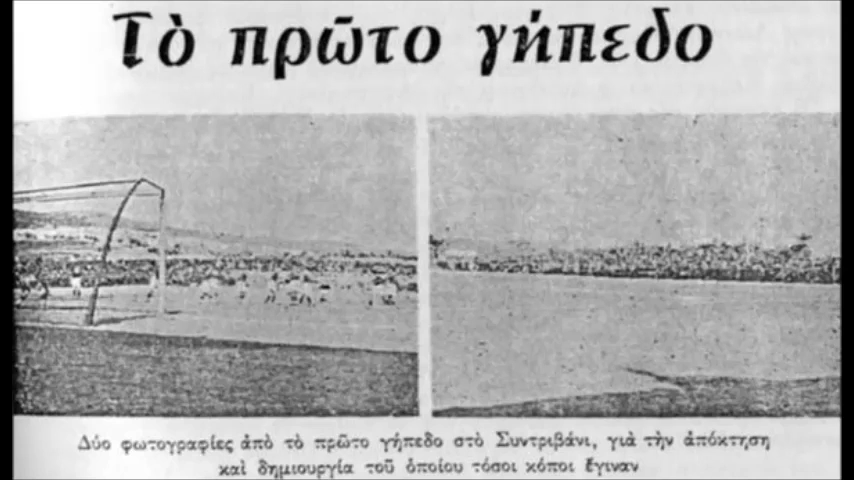 Τὸ πρῶτο γήπεδο
Δύο φωτογραφίες ἀπὸ τὸ πρῶτο γήπεδο στὸ Συντριβάνι, γιὰ τὴν ἀπόκτηση
καὶ δημιουργία τοῦ ὁποίου τόσοι κόποι ἔγιναν